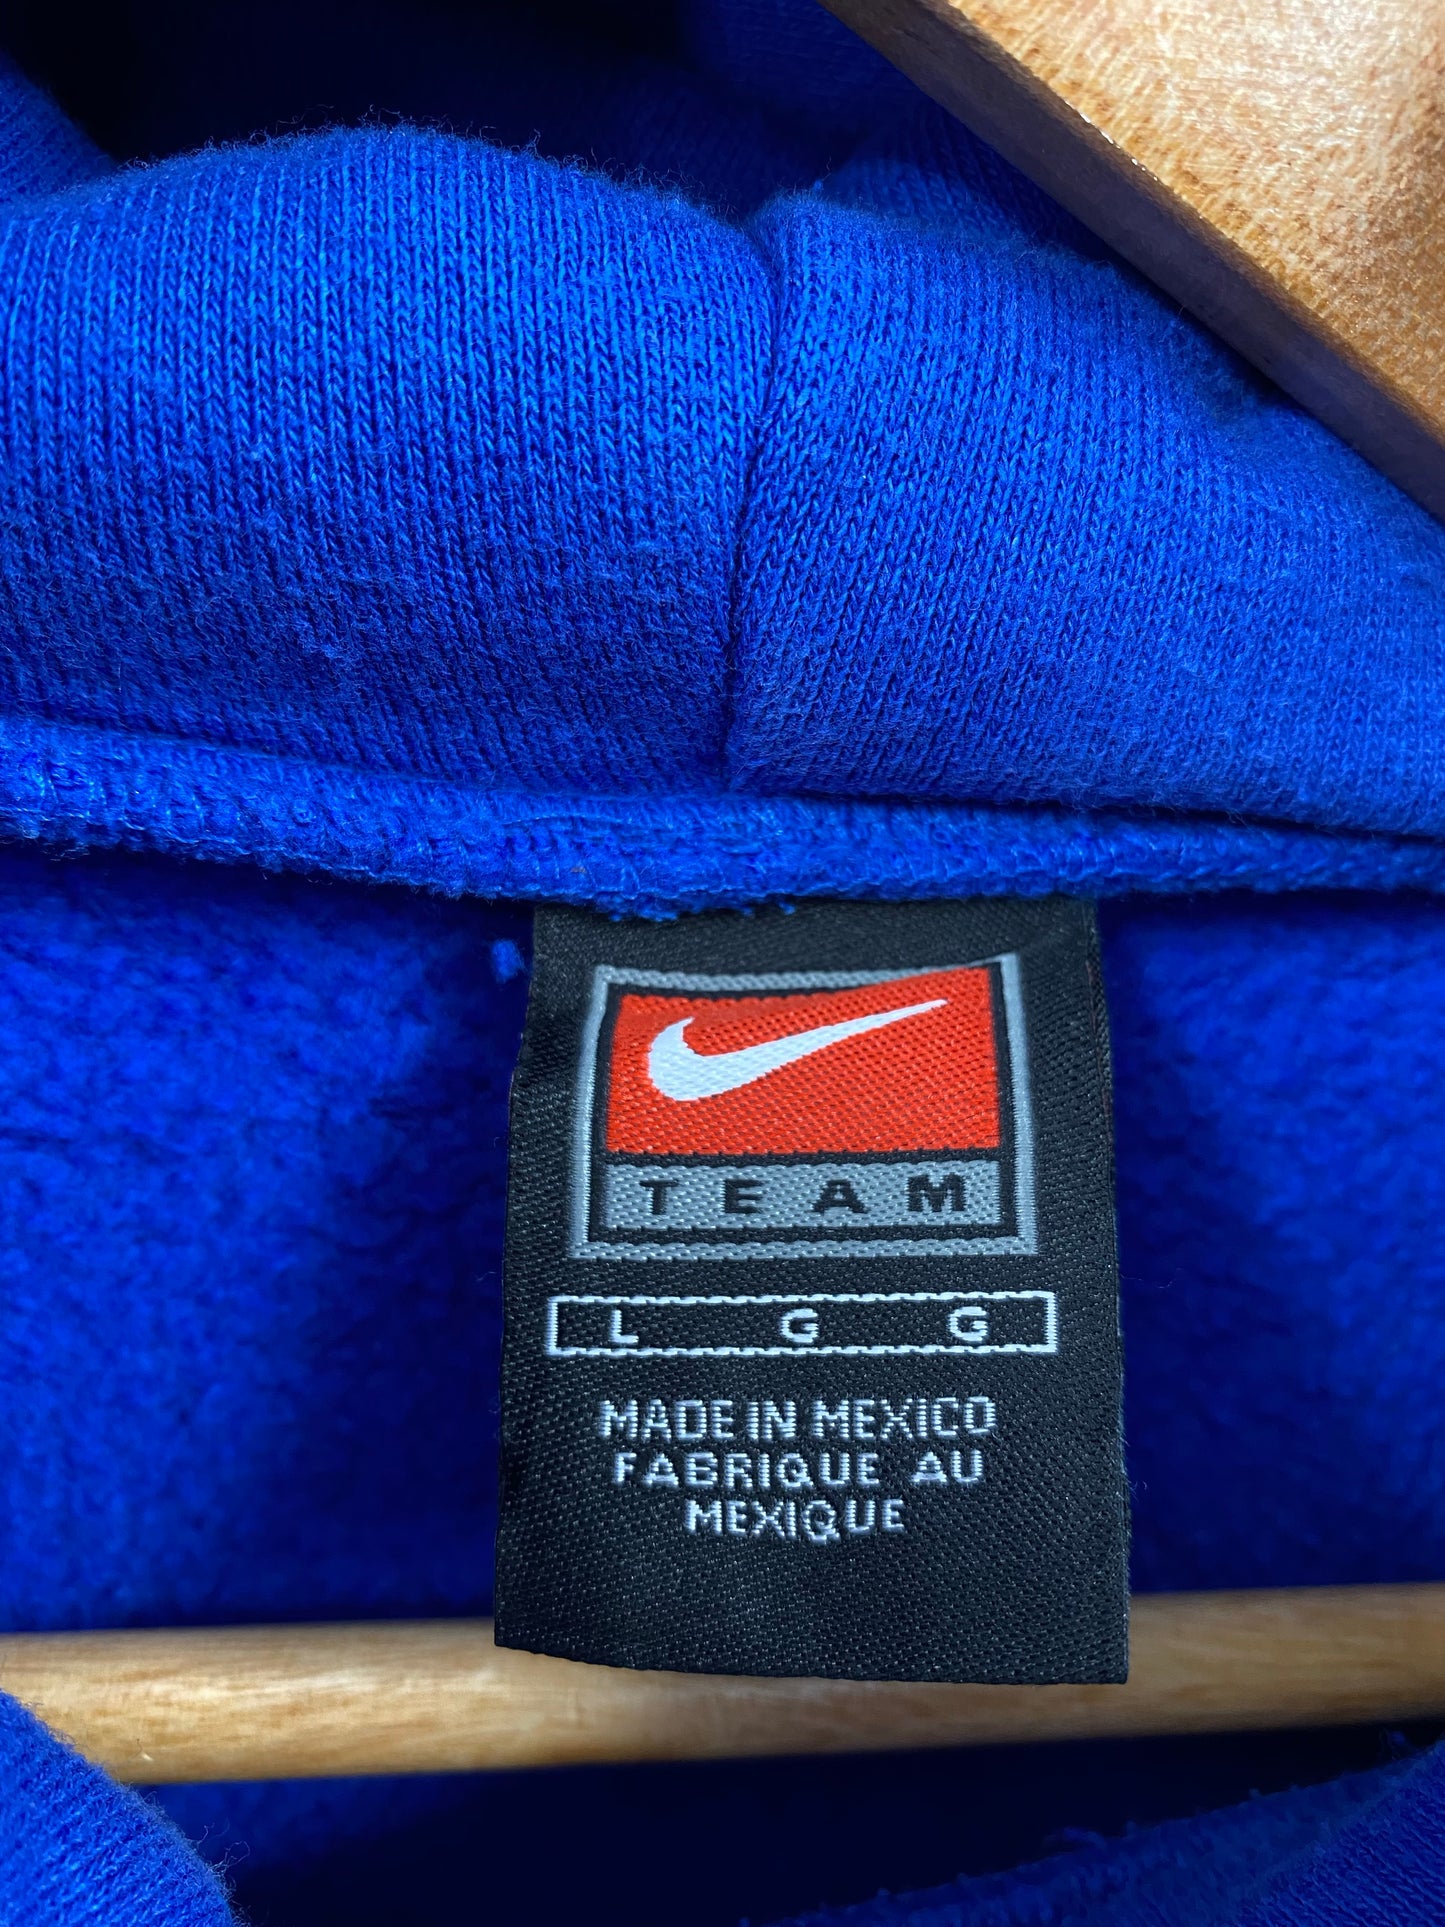 TEAM
L G G
MADE IN MEXICO
FABRIQUE AU
MEXIQUE